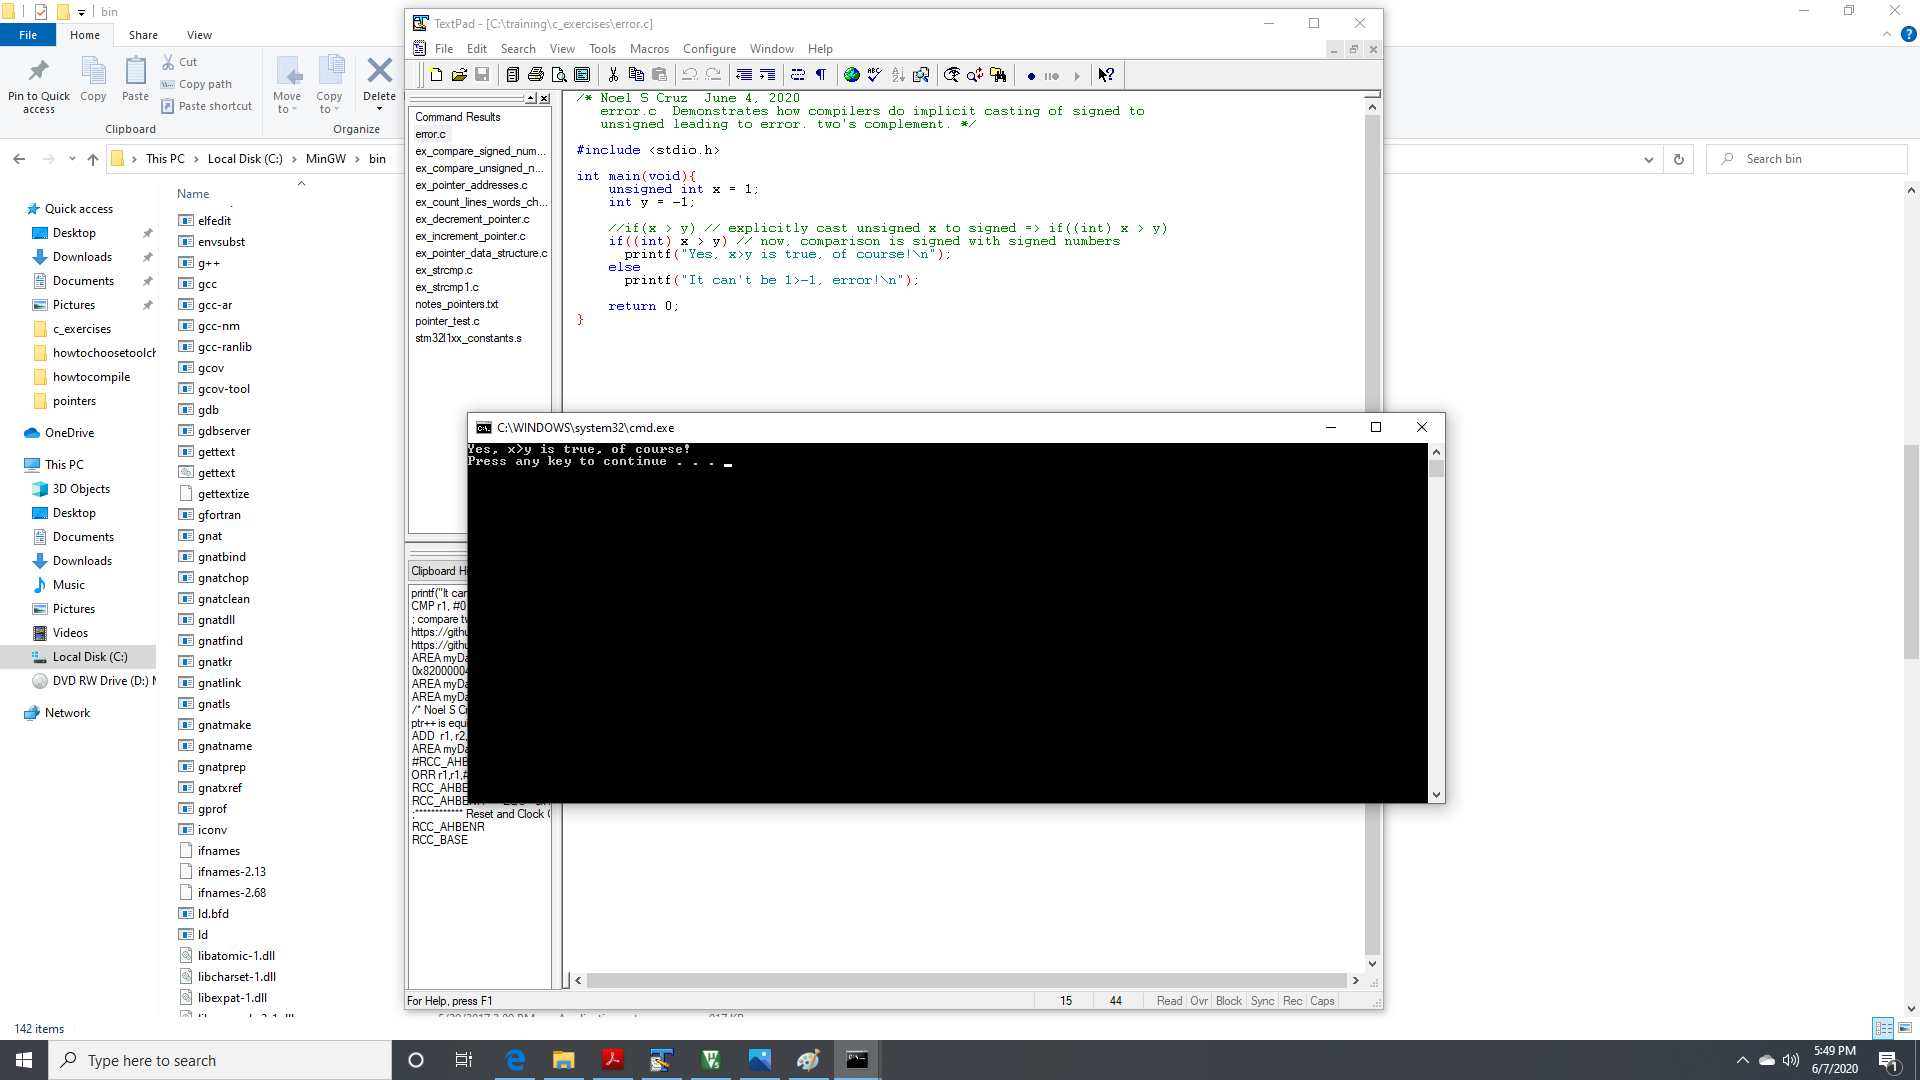 bin
File
Home
Share
View
Pin to Quick access
Copy
Paste
Cut
Copy path
Paste shortcut
Move to
Copy to
Delete
Clipboard
Organize
This PC
Local Disk (C:)
MinGW
bin
Search bin
Quick access
Desktop
Downloads
Documents
Pictures
c_exercises
howtochoosetoolch
howtocompile
pointers
OneDrive
This PC
3D Objects
Desktop
Documents
Downloads
Music
Pictures
Videos
Local Disk (C:)
DVD RW Drive (D:)
Network
Name
elfedit
envsubst
g++
gcc
gcc-ar
gcc-nm
gcc-ranlib
gcov
gcov-tool
gdb
gdbserver
gettext
gettext
gettextize
gfortran
gnat
gnatbind
gnatchop
gnatclean
gnatdll
gnatfind
gnatkr
gnatlink
gnatls
gnatmake
gnatname
gnatprep
gnatxref
gprof
iconv
ifnames
ifnames-2.13
ifnames-2.68
ld.bfd
ld
libatomic-1.dll
libcharset-1.dll
libexpat-1.dll
142 items
TextPad - [C:\training\c_exercises\error.c]
File Edit Search View Tools Macros Configure Window Help
Command Results
error.c
ex_compare_signed_num...
ex_compare_unsigned_n...
ex_pointer_addresses.c
ex_count_lines_words_ch...
ex_decrement_pointer.c
ex_increment_pointer.c
ex_pointer_data_structure.c
ex_strcmp.c
ex_strcmp1.c
notes_pointers.txt
pointer_test.c
stm32l1xx_constants.s
/* Noel S Cruz  June 4, 2020
   error.c  Demonstrates how compilers do implicit casting of signed to
   unsigned leading to error. two's complement. */
#include <stdio.h>
int main(void){
    unsigned int x = 1;
    int y = -1;
    //if(x > y) // explicitly cast unsigned x to signed => if((int) x > y)
    if((int) x > y) // now, comparison is signed with signed numbers
      printf("Yes, x>y is true, of course!\n");
    else
      printf("It can't be 1>-1, error!\n");
    return 0;
}
C:\WINDOWS\system32\cmd.exe
Yes, x>y is true, of course!
Press any key to continue . . .
Clipboard Hi
printf("It can
CMP r1, #0
; compare tw
https://githu
https://githu
AREA myDa
0x82000004
AREA myDa
AREA myDa
/* Noel S Cr
ptr++ is equi
ADD  r1, r2,
AREA myDa
#RCC_AHB
ORR r1,r1,#
RCC_AHBE
RCC_AHBENR
;************ Reset and Clock C
RCC_AHBENR
RCC_BASE
For Help, press F1
15
44
Read Ovr Block Sync Rec Caps
Type here to search
5:49 PM
6/7/2020
1